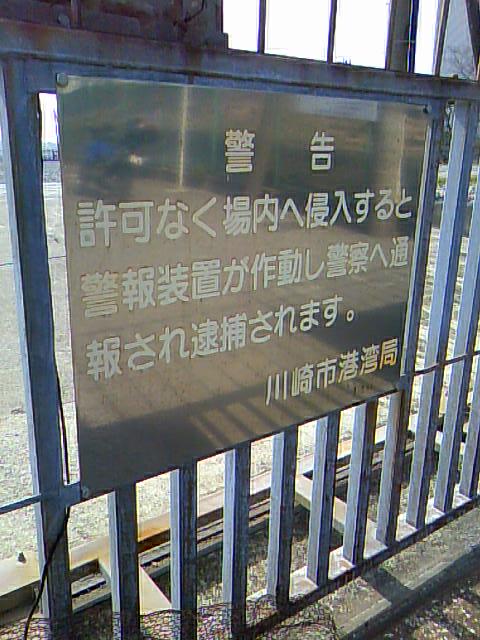 警 告
許可なく場内へ侵入すると
警報装置が作動し警察へ通
報され逮捕されます。
川崎市港湾局